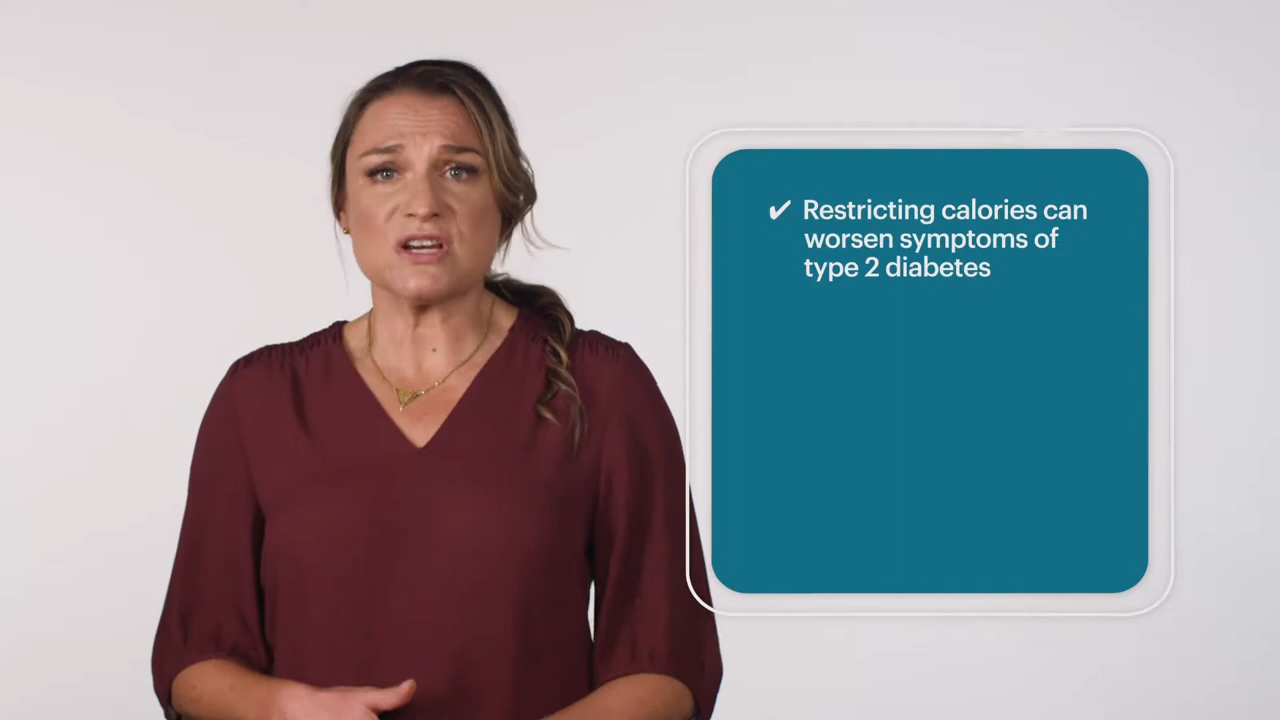 ✔ Restricting calories can
worsen symptoms of
type 2 diabetes